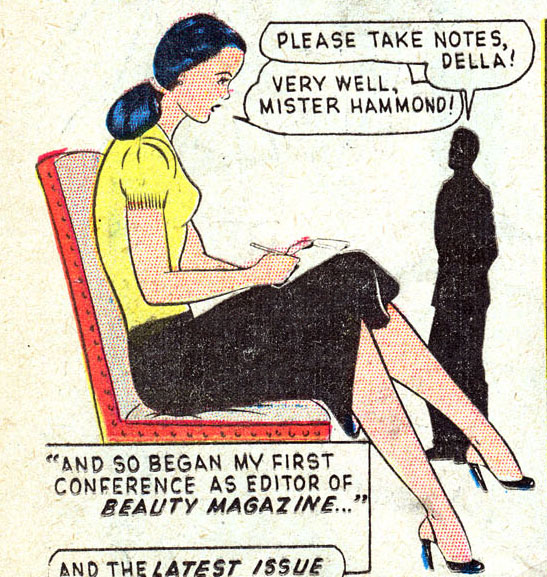 PLEASE TAKE NOTES,
DELLA!
VERY WELL,
MISTER HAMMOND!
"AND SO BEGAN MY FIRST
CONFERENCE AS EDITOR OF
BEAUTY MAGAZINE..."
AND THE LATEST ISSUE